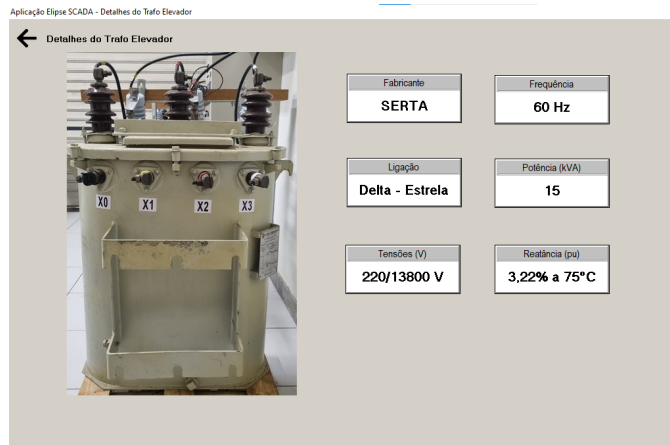 Aplicação Elipse SCADA - Detalhes do Trafo Elevador
Detalhes do Trafo Elevador
Fabricante
SERTA
Frequência
60 Hz
Ligação
Delta - Estrela
Potência (kVA)
15
Tensões (V)
220/13800 V
Reatância (pu)
3,22% a 75°C
X0 X1 X2 X3